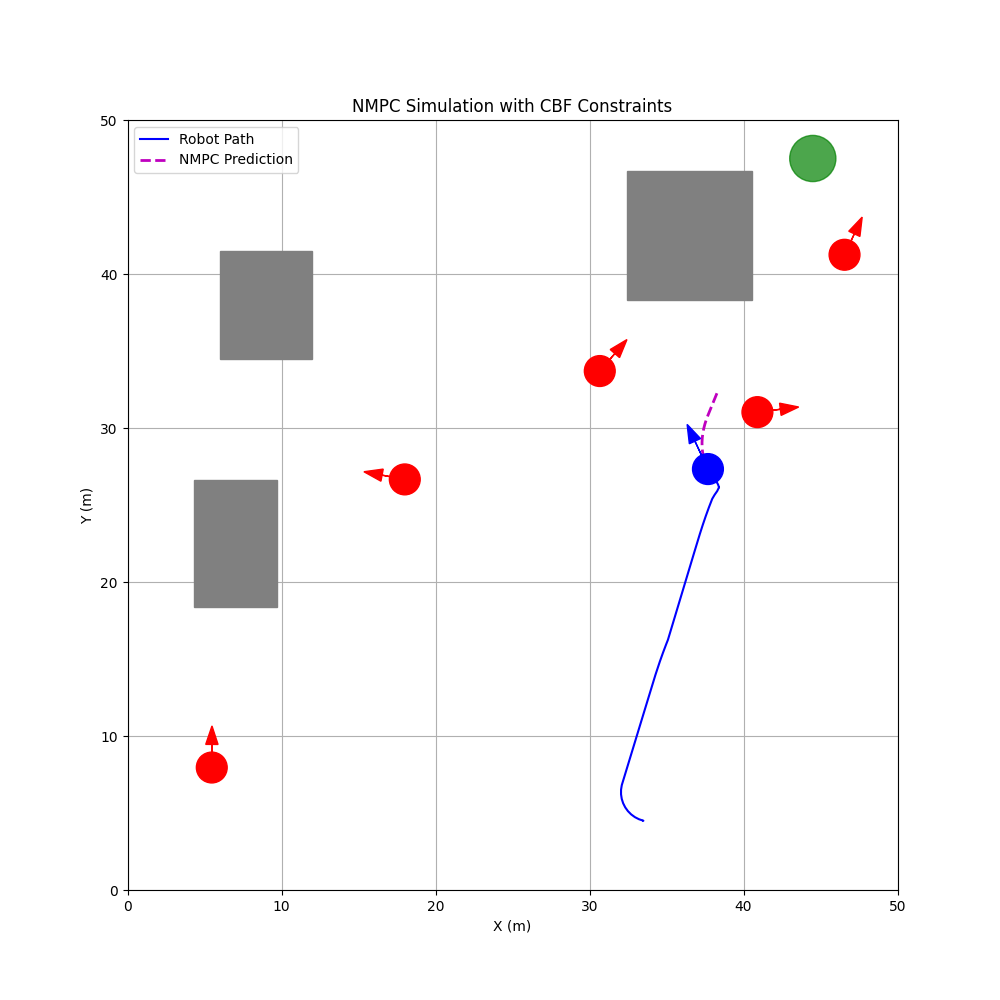 NMPC Simulation with CBF Constraints
Robot Path
NMPC Prediction
50
40
30
20
10
0
Y (m)
0 10 20 30 40 50
X (m)